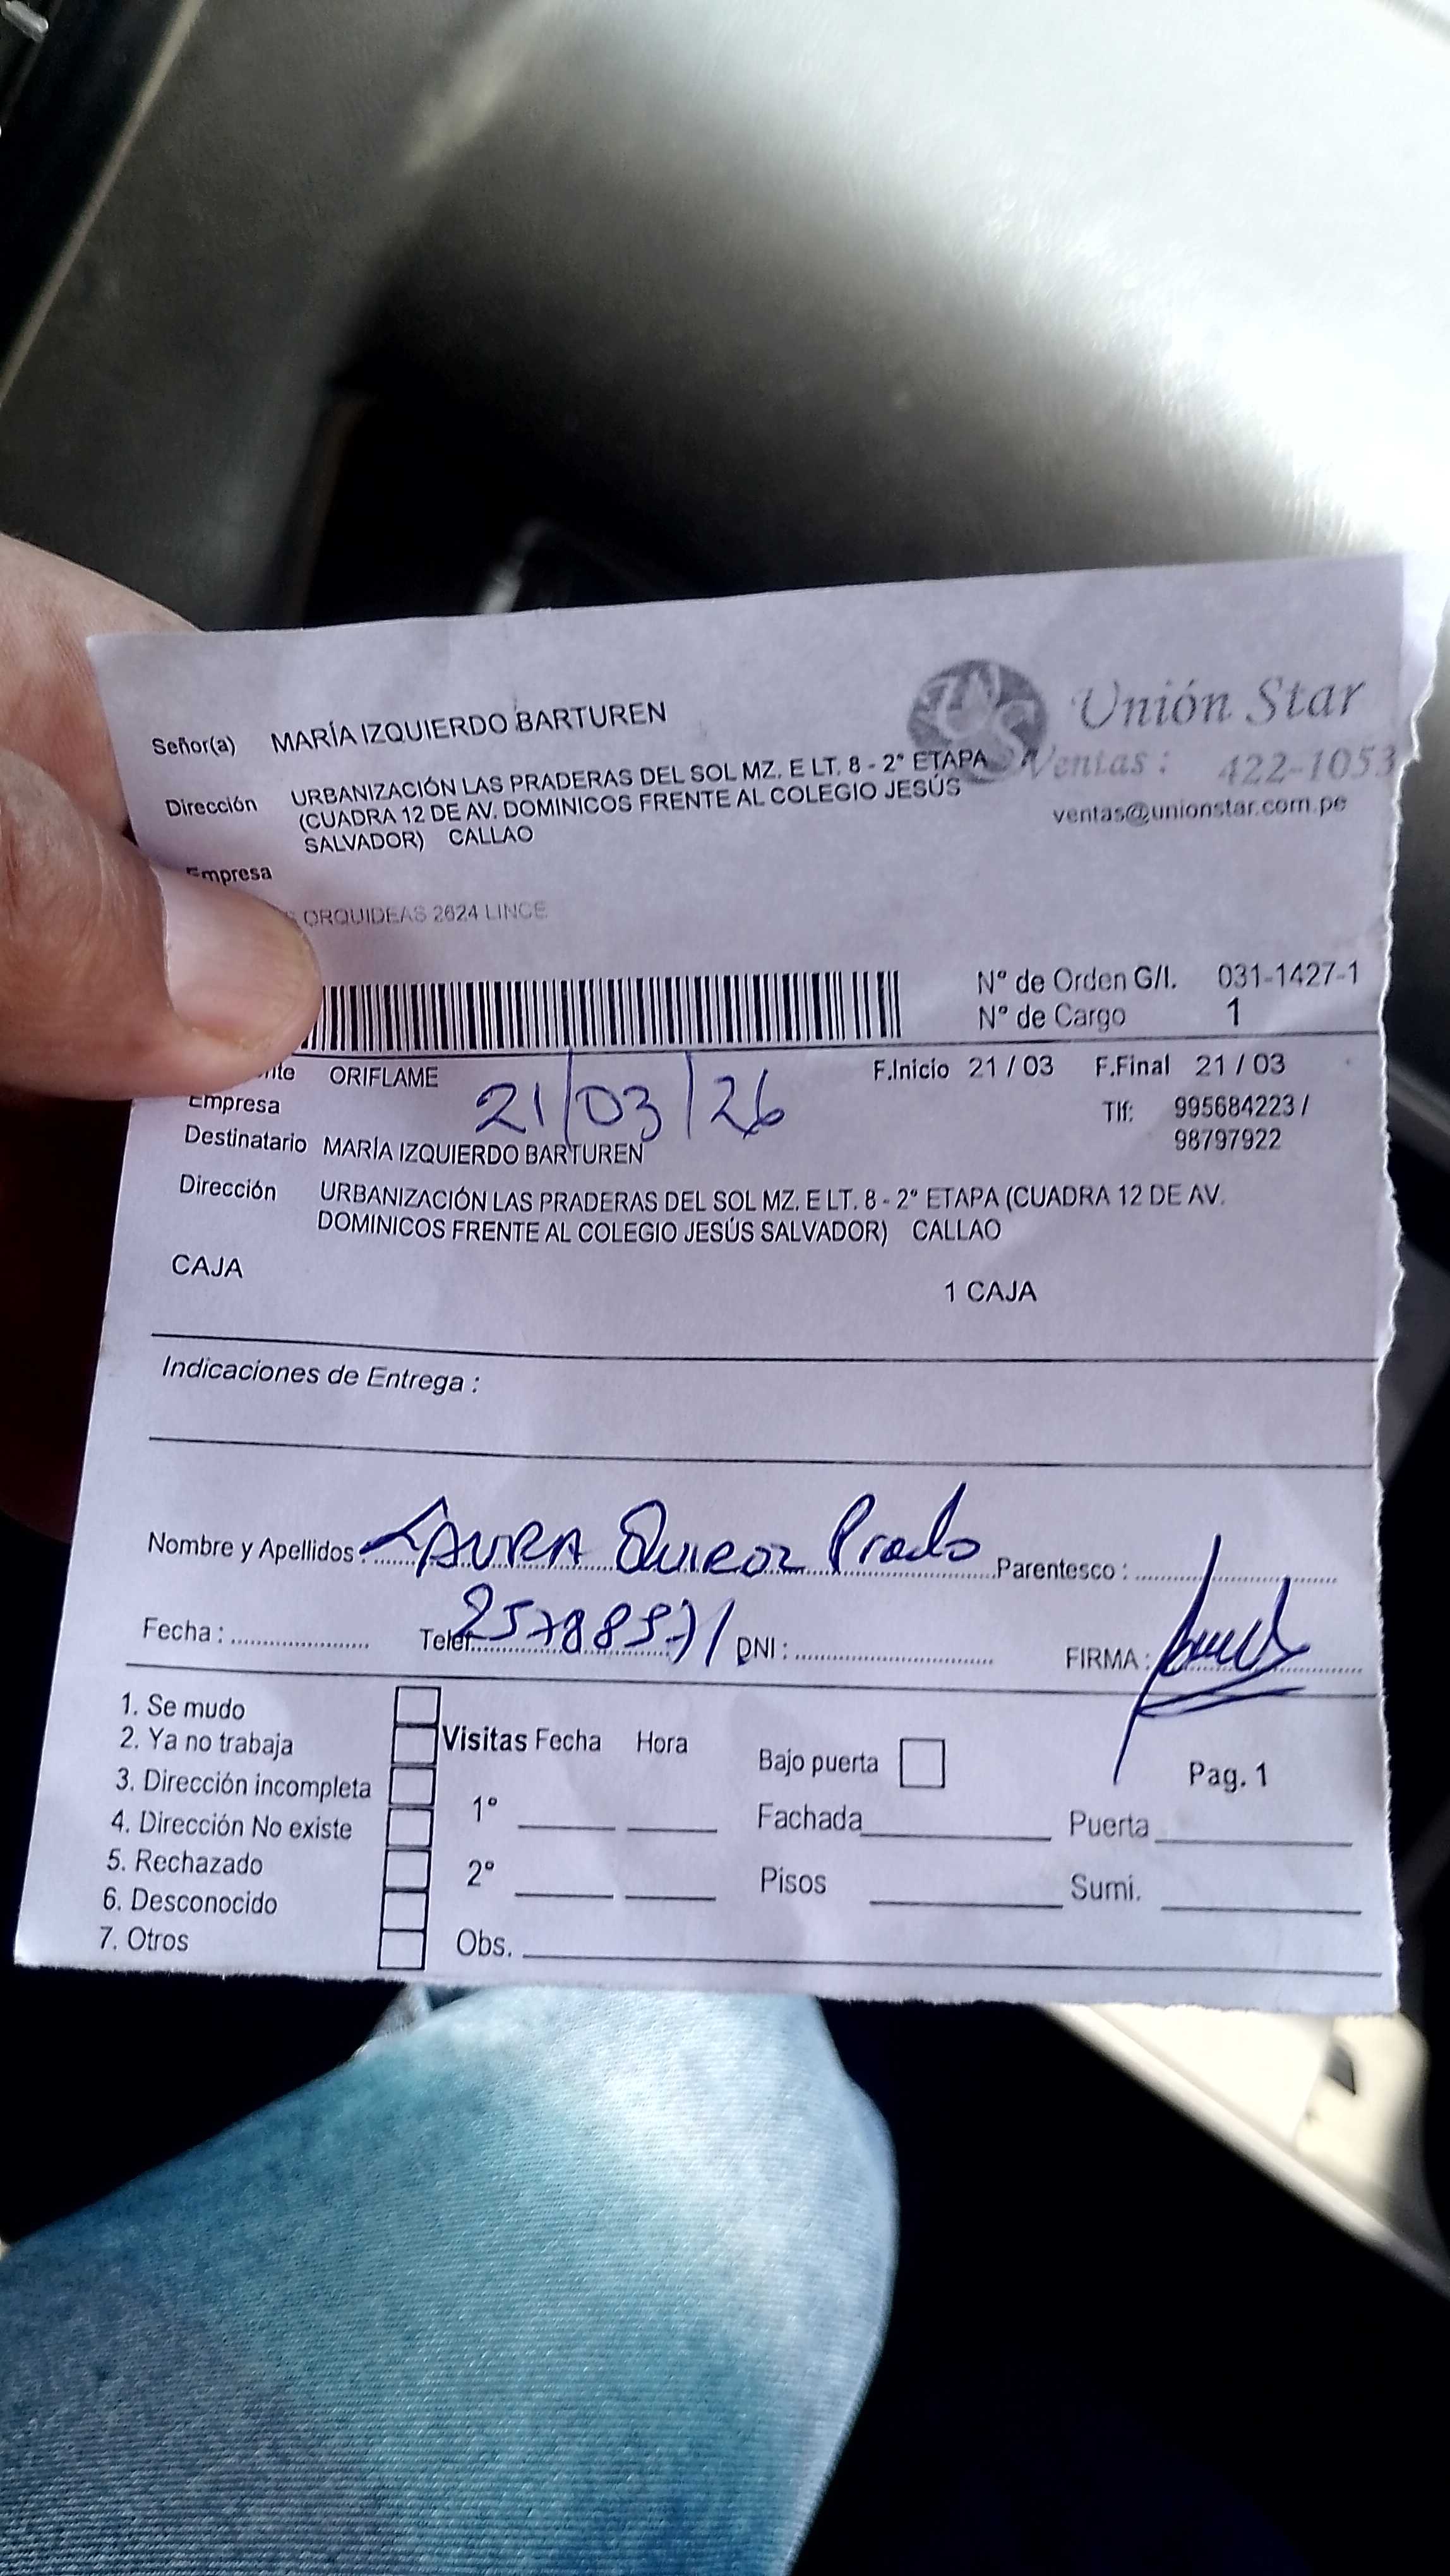 Unión Star
Ventas : 422-1053
ventas@unionstar.com.pe
Señor(a) MARÍA IZQUIERDO BARTUREN
Dirección URBANIZACIÓN LAS PRADERAS DEL SOL MZ. E LT. 8 - 2° ETAPA
(CUADRA 12 DE AV. DOMINICOS FRENTE AL COLEGIO JESÚS
SALVADOR) CALLAO
Empresa
ORQUIDEAS 2624 LINCE
N° de Orden G/I. 031-1427-1
N° de Cargo 1
ORIFLAME F.Inicio 21 / 03 F.Final 21 / 03
Empresa 21/03/26 Tlf: 995684223 /
98797922
Destinatario MARÍA IZQUIERDO BARTUREN
Dirección URBANIZACIÓN LAS PRADERAS DEL SOL MZ. E LT. 8 - 2° ETAPA (CUADRA 12 DE AV.
DOMINICOS FRENTE AL COLEGIO JESÚS SALVADOR) CALLAO
CAJA 1 CAJA
Indicaciones de Entrega :
Nombre y Apellidos : LAURA Quiroz Prado Parentesco :
Fecha : Telef. DNI : FIRMA :
1. Se mudo
2. Ya no trabaja Visitas Fecha Hora Bajo puerta Pag. 1
3. Dirección incompleta 1° Fachada Puerta
4. Dirección No existe
5. Rechazado 2° Pisos Sumi.
6. Desconocido
7. Otros Obs.